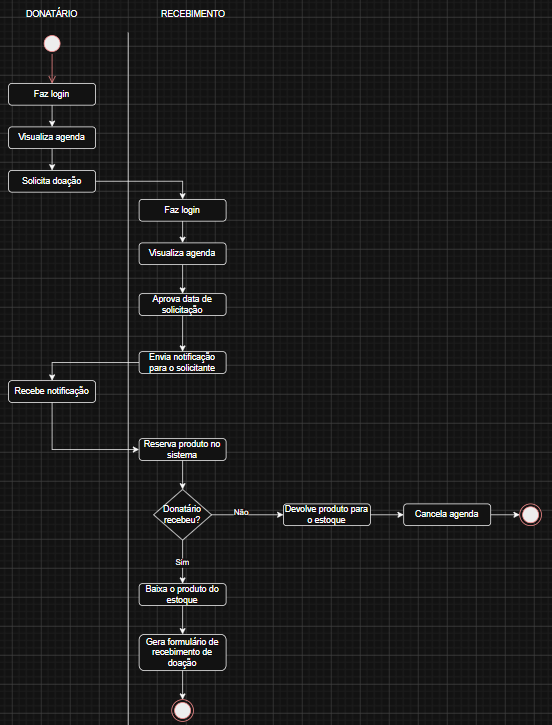 DONATÁRIO
RECEBIMENTO
Faz login
Visualiza agenda
Solicita doação
Faz login
Visualiza agenda
Aprova data de
solicitação
Envia notificação
para o solicitante
Recebe notificação
Reserva produto no
sistema
Donatário
recebeu?
Não
Devolve produto para
o estoque
Cancela agenda
Sim
Baixa o produto do
estoque
Gera formulário de
recebimento de
doação